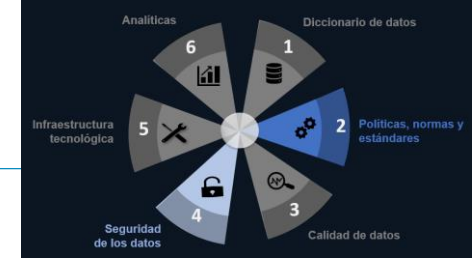 Analíticas
Diccionario de datos
6
1
Infraestructura
tecnológica
5
2
Políticas, normas y
estándares
4
3
Seguridad
de los datos
Calidad de datos